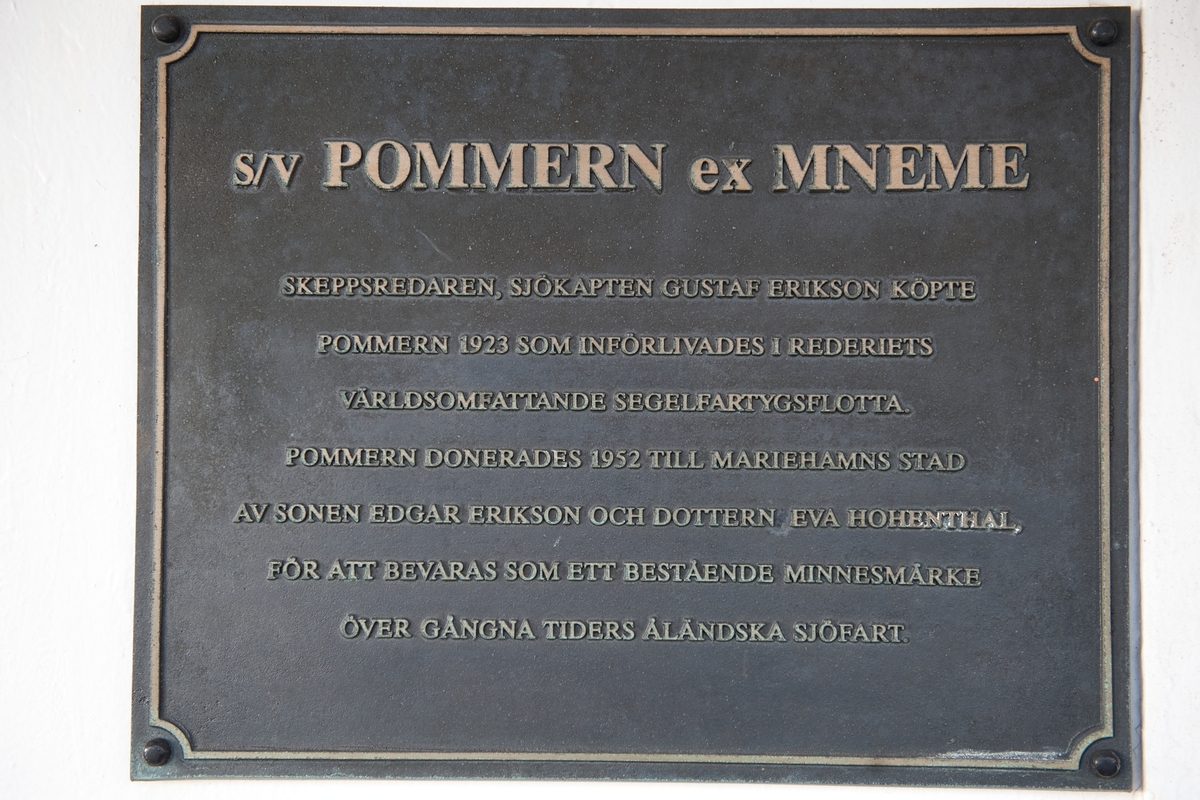 S/V POMMERN ex MNEME
SKEPPSREDAREN, SJÖKAPTEN GUSTAF ERIKSON KÖPTE
POMMERN 1923 SOM INFÖRLIVADES I REDERIETS
VÄRLDSOMFATTANDE SEGELFARTYGSFLOTTA.
POMMERN DONERADES 1952 TILL MARIEHAMNS STAD
AV SONEN EDGAR ERIKSON OCH DOTTERN EVA HOHENTHAL,
FÖR ATT BEVARAS SOM ETT BESTÅENDE MINNESMÄRKE
ÖVER GÅNGNA TIDERS ÅLÄNDSKA SJÖFART.